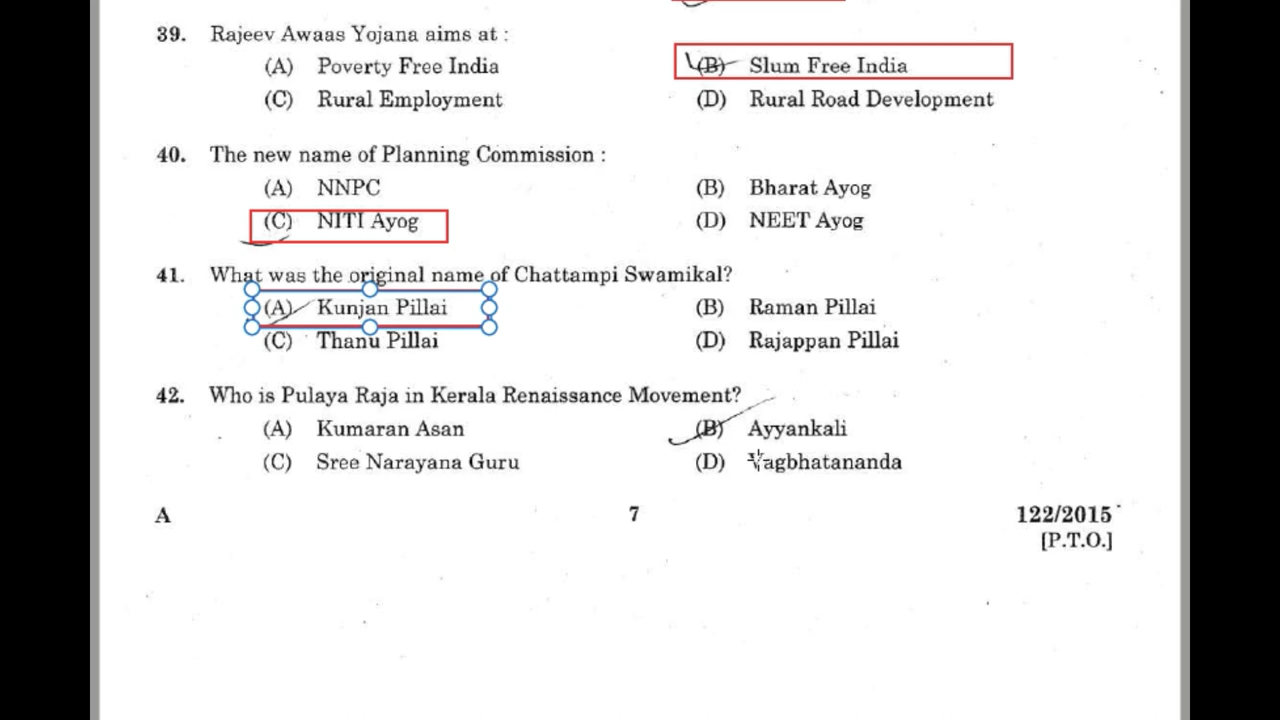 39. Rajeev Awaas Yojana aims at :
(A) Poverty Free India (B) Slum Free India
(C) Rural Employment (D) Rural Road Development
40. The new name of Planning Commission :
(A) NNPC (B) Bharat Ayog
(C) NITI Ayog (D) NEET Ayog
41. What was the original name of Chattampi Swamikal?
(A) Kunjan Pillai (B) Raman Pillai
(C) Thanu Pillai (D) Rajappan Pillai
42. Who is Pulaya Raja in Kerala Renaissance Movement?
(A) Kumaran Asan (B) Ayyankali
(C) Sree Narayana Guru (D) Vagbhatananda
A 7 122/2015
[P.T.O.]